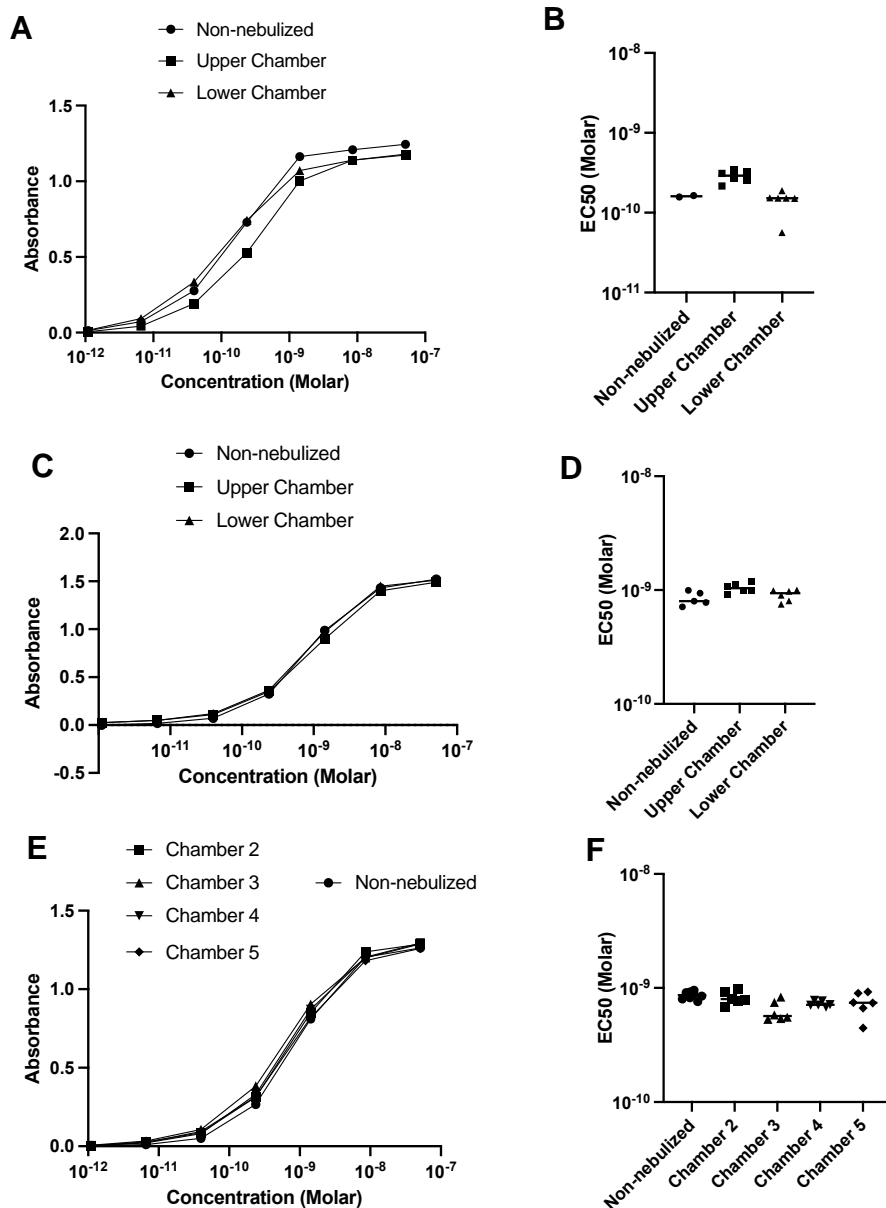 A
Non-nebulized
Upper Chamber
Lower Chamber
1.5
1.0
0.5
0.0
Absorbance
10-12 10-11 10-10 10-9 10-8 10-7
Concentration (Molar)
B
10-8
10-9
10-10
10-11
EC50 (Molar)
Non-nebulized
Upper Chamber
Lower Chamber
C
Non-nebulized
Upper Chamber
Lower Chamber
2.0
1.5
1.0
0.5
0.0
-0.5
Absorbance
10-11 10-10 10-9 10-8 10-7
Concentration (Molar)
D
10-8
10-9
10-10
EC50 (Molar)
Non-nebulized
Upper Chamber
Lower Chamber
E
Chamber 2
Chamber 3
Chamber 4
Chamber 5
Non-nebulized
1.5
1.0
0.5
0.0
Absorbance
10-12 10-11 10-10 10-9 10-8 10-7
Concentration (Molar)
F
10-8
10-9
10-10
EC50 (Molar)
Non-nebulized
Chamber 2
Chamber 3
Chamber 4
Chamber 5